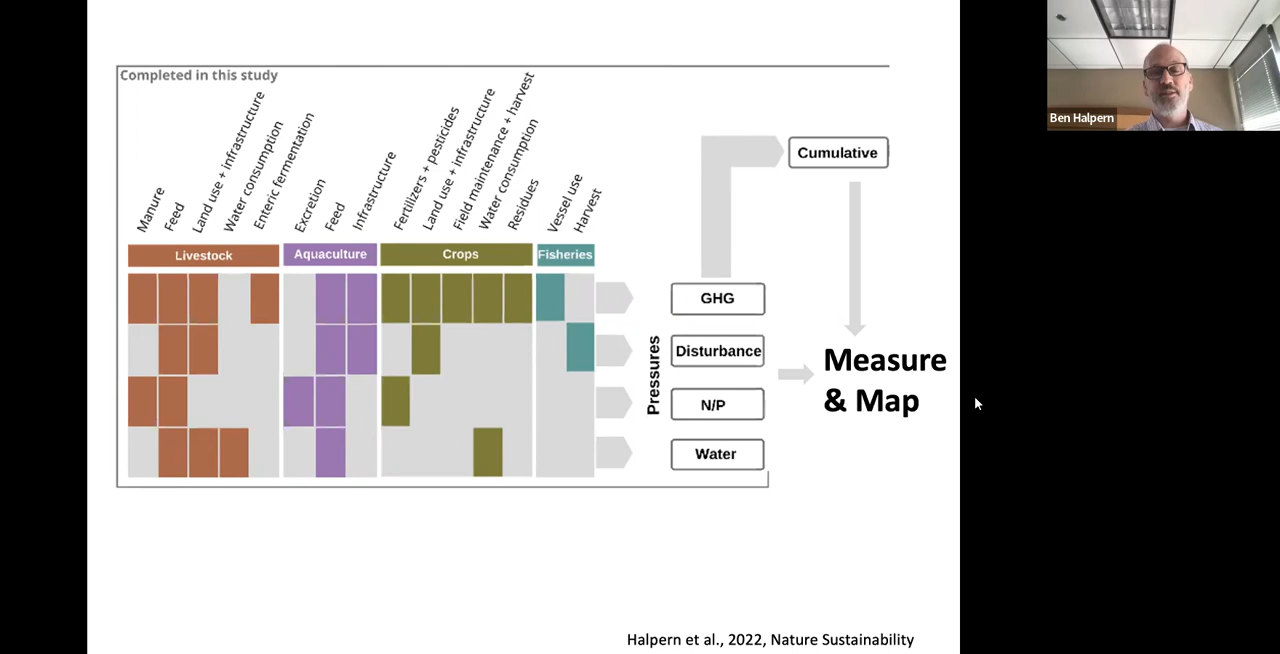 Completed in this study
Manure
Feed
Land use + infrastructure
Water consumption
Enteric fermentation
Excretion
Feed
Infrastructure
Fertilizers + pesticides
Land use + infrastructure
Field maintenance + harvest
Water consumption
Residues
Vessel use
Harvest
Livestock
Aquaculture
Crops
Fisheries
Pressures
GHG
Disturbance
N/P
Water
Cumulative
Measure
& Map
Halpern et al., 2022, Nature Sustainability
Ben Halpern